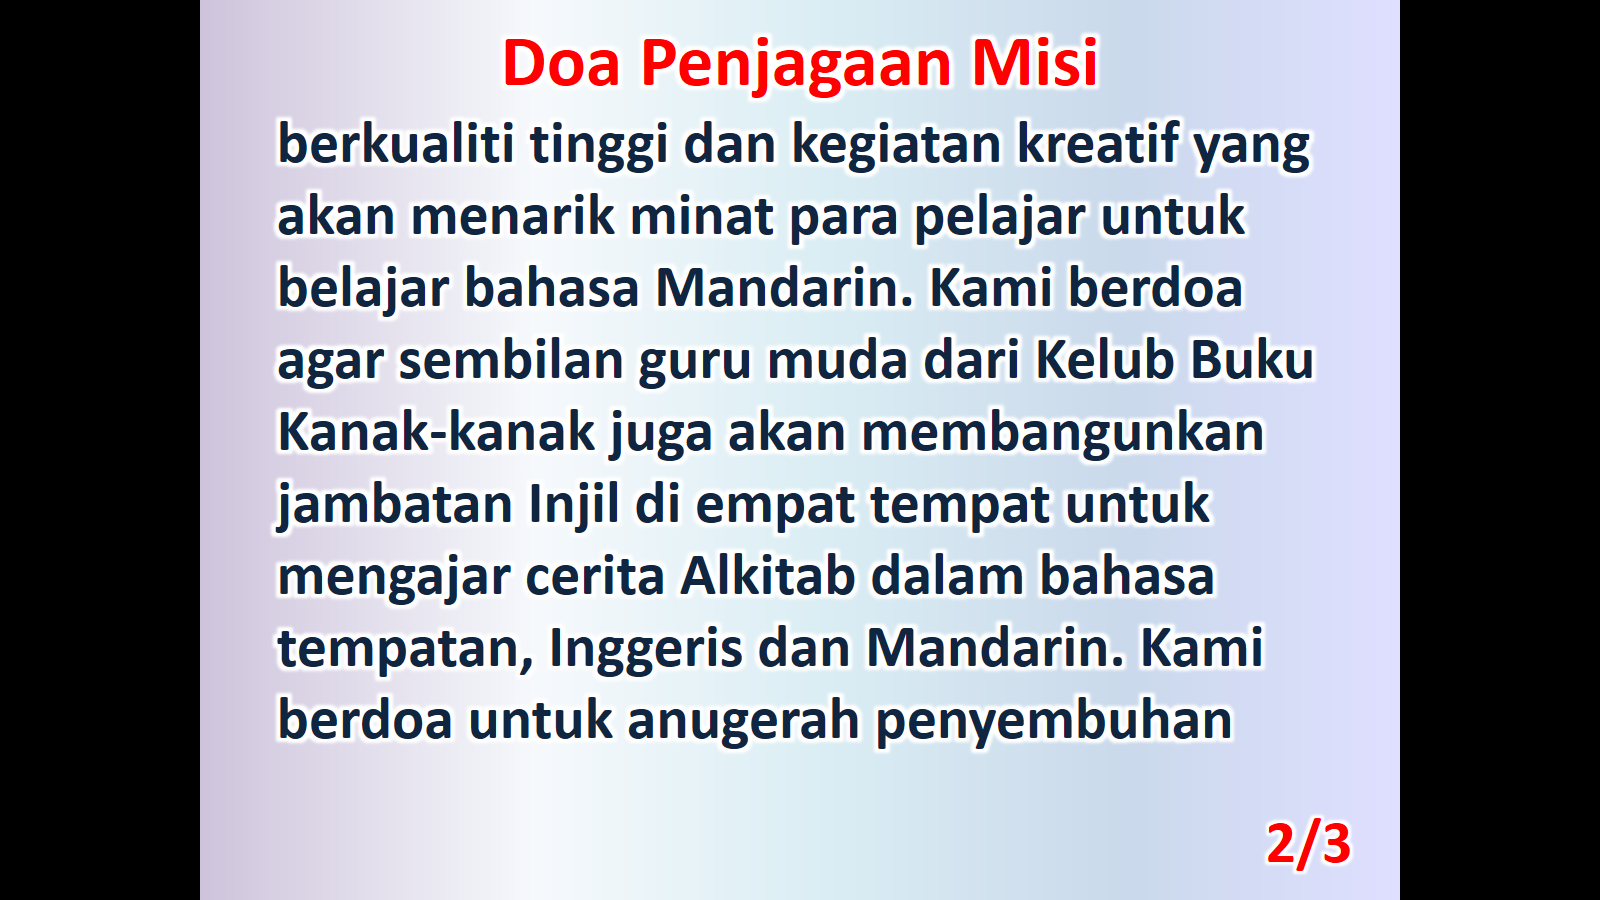 Doa Penjagaan Misi
berkualiti tinggi dan kegiatan kreatif yang
akan menarik minat para pelajar untuk
belajar bahasa Mandarin. Kami berdoa
agar sembilan guru muda dari Kelub Buku
Kanak-kanak juga akan membangunkan
jambatan Injil di empat tempat untuk
mengajar cerita Alkitab dalam bahasa
tempatan, Inggeris dan Mandarin. Kami
berdoa untuk anugerah penyembuhan
2/3